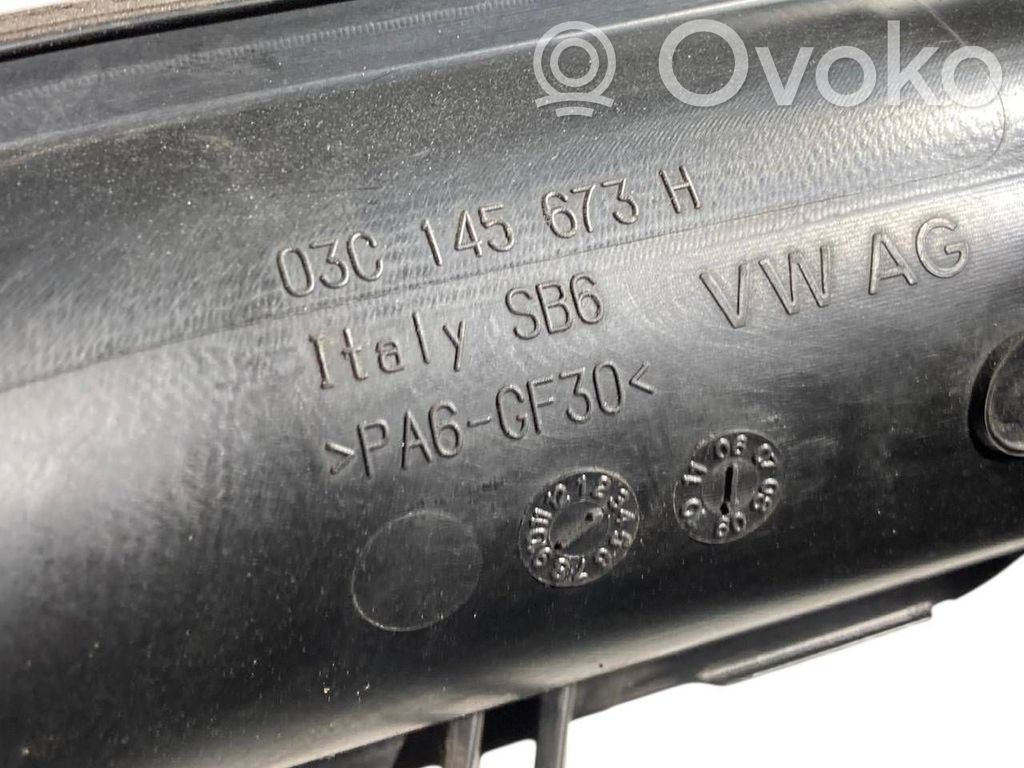 Ovoko
03C 145 673 H
Italy SB6 VW AG
>PA6-GF30<